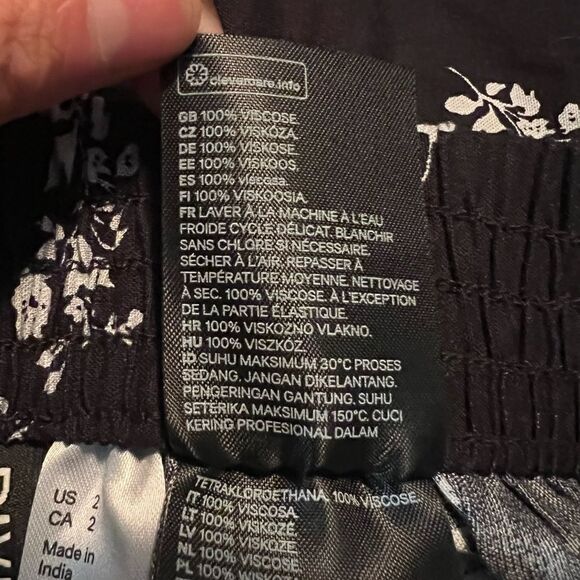 clevercare.info
GB 100% VISCOSE
CZ 100% VISKÓZA
DE 100% VISKOSE
EE 100% VISKOOS.
ES 100% viscosa.
FI 100% VISKOOSIA.
FR LAVER À LA MACHINE À L'EAU
FROIDE CYCLE DÉLICAT. BLANCHIR
SANS CHLORE SI NÉCESSAIRE.
SÉCHER À L'AIR. REPASSER À
TEMPÉRATURE MOYENNE. NETTOYAGE
À SEC. 100% VISCOSE. À L'EXCEPTION
DE LA PARTIE ÉLASTIQUE.
HR 100% VISKOZNO VLAKNO.
HU 100% VISZKÓZ.
ID SUHU MAKSIMUM 30°C PROSES
SEDANG. JANGAN DIKELANTANG.
PENGERINGAN GANTUNG. SUHU
SETERIKA MAKSIMUM 150°C. CUCI
KERING PROFESIONAL DALAM
TETRAKLOROETHANA. 100% VISCOSE.
IT 100% VISCOSA
LT 100% VISKOZĖ
LV 100% VISKOZE
NL 100% VISCOSE
PL 100% WI
US 2
CA 2
Made in
India